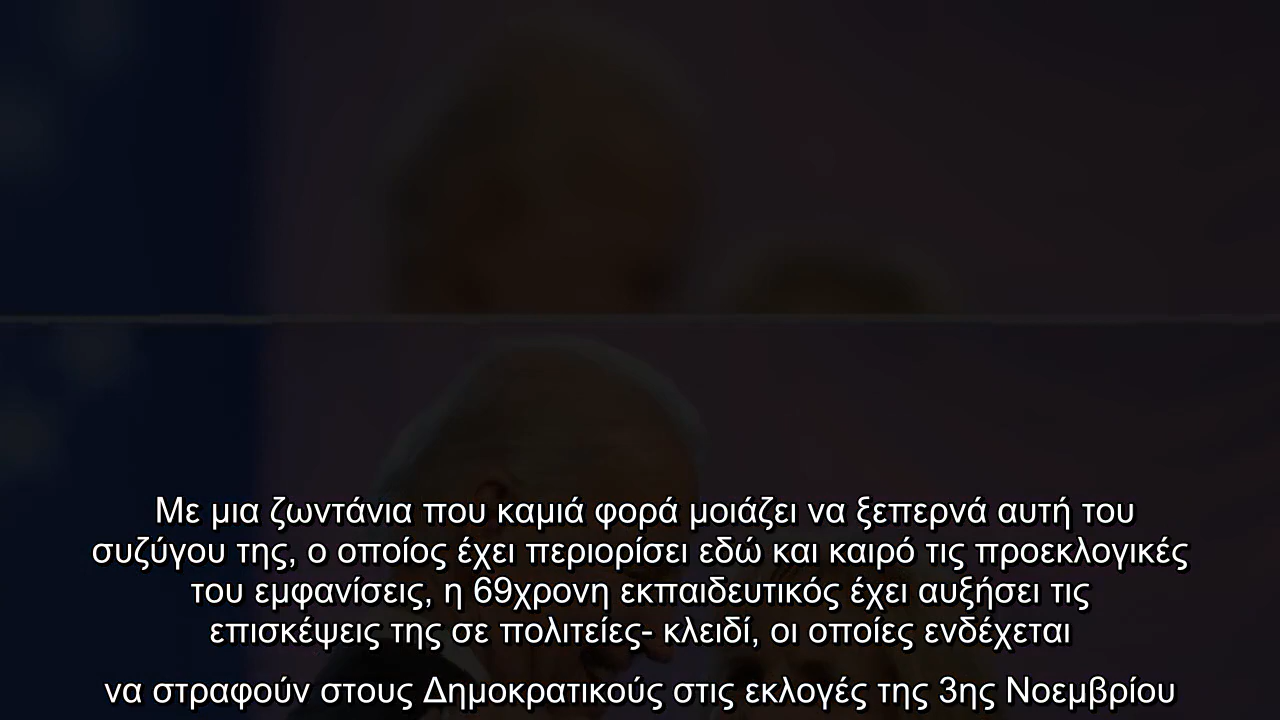 Με μια ζωντάνια που καμιά φορά μοιάζει να ξεπερνά αυτή του
συζύγου της, ο οποίος έχει περιορίσει εδώ και καιρό τις προεκλογικές
του εμφανίσεις, η 69χρονη εκπαιδευτικός έχει αυξήσει τις
επισκέψεις της σε πολιτείες- κλειδί, οι οποίες ενδέχεται
να στραφούν στους Δημοκρατικούς στις εκλογές της 3ης Νοεμβρίου